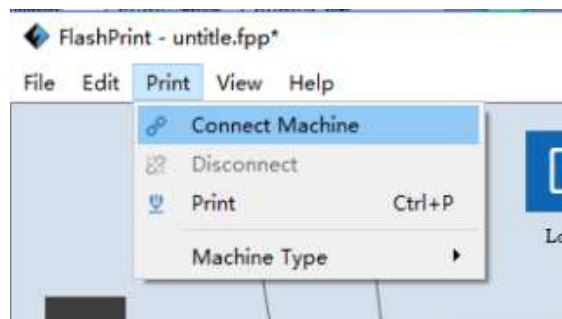 FlashPrint - untitle.fpp*
File Edit Print View Help
Connect Machine
Disconnect
Print Ctrl+P
Machine Type